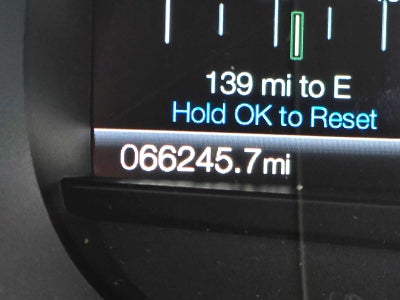 139 mi to E
Hold OK to Reset
066245.7mi